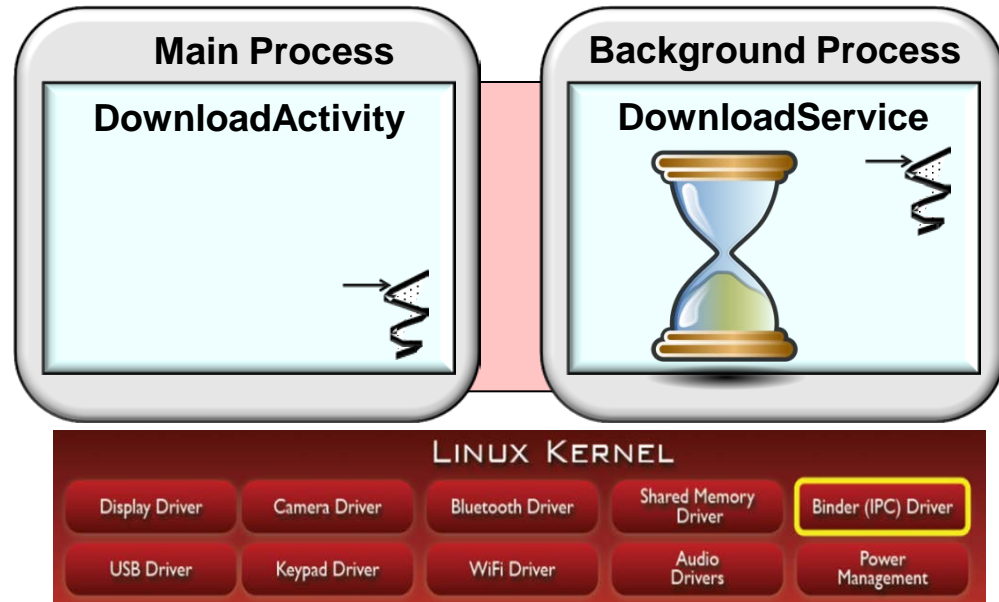 Main Process
DownloadActivity
Background Process
DownloadService
LINUX KERNEL
Display Driver
Camera Driver
Bluetooth Driver
Shared Memory
Driver
Binder (IPC) Driver
USB Driver
Keypad Driver
WiFi Driver
Audio
Drivers
Power
Management